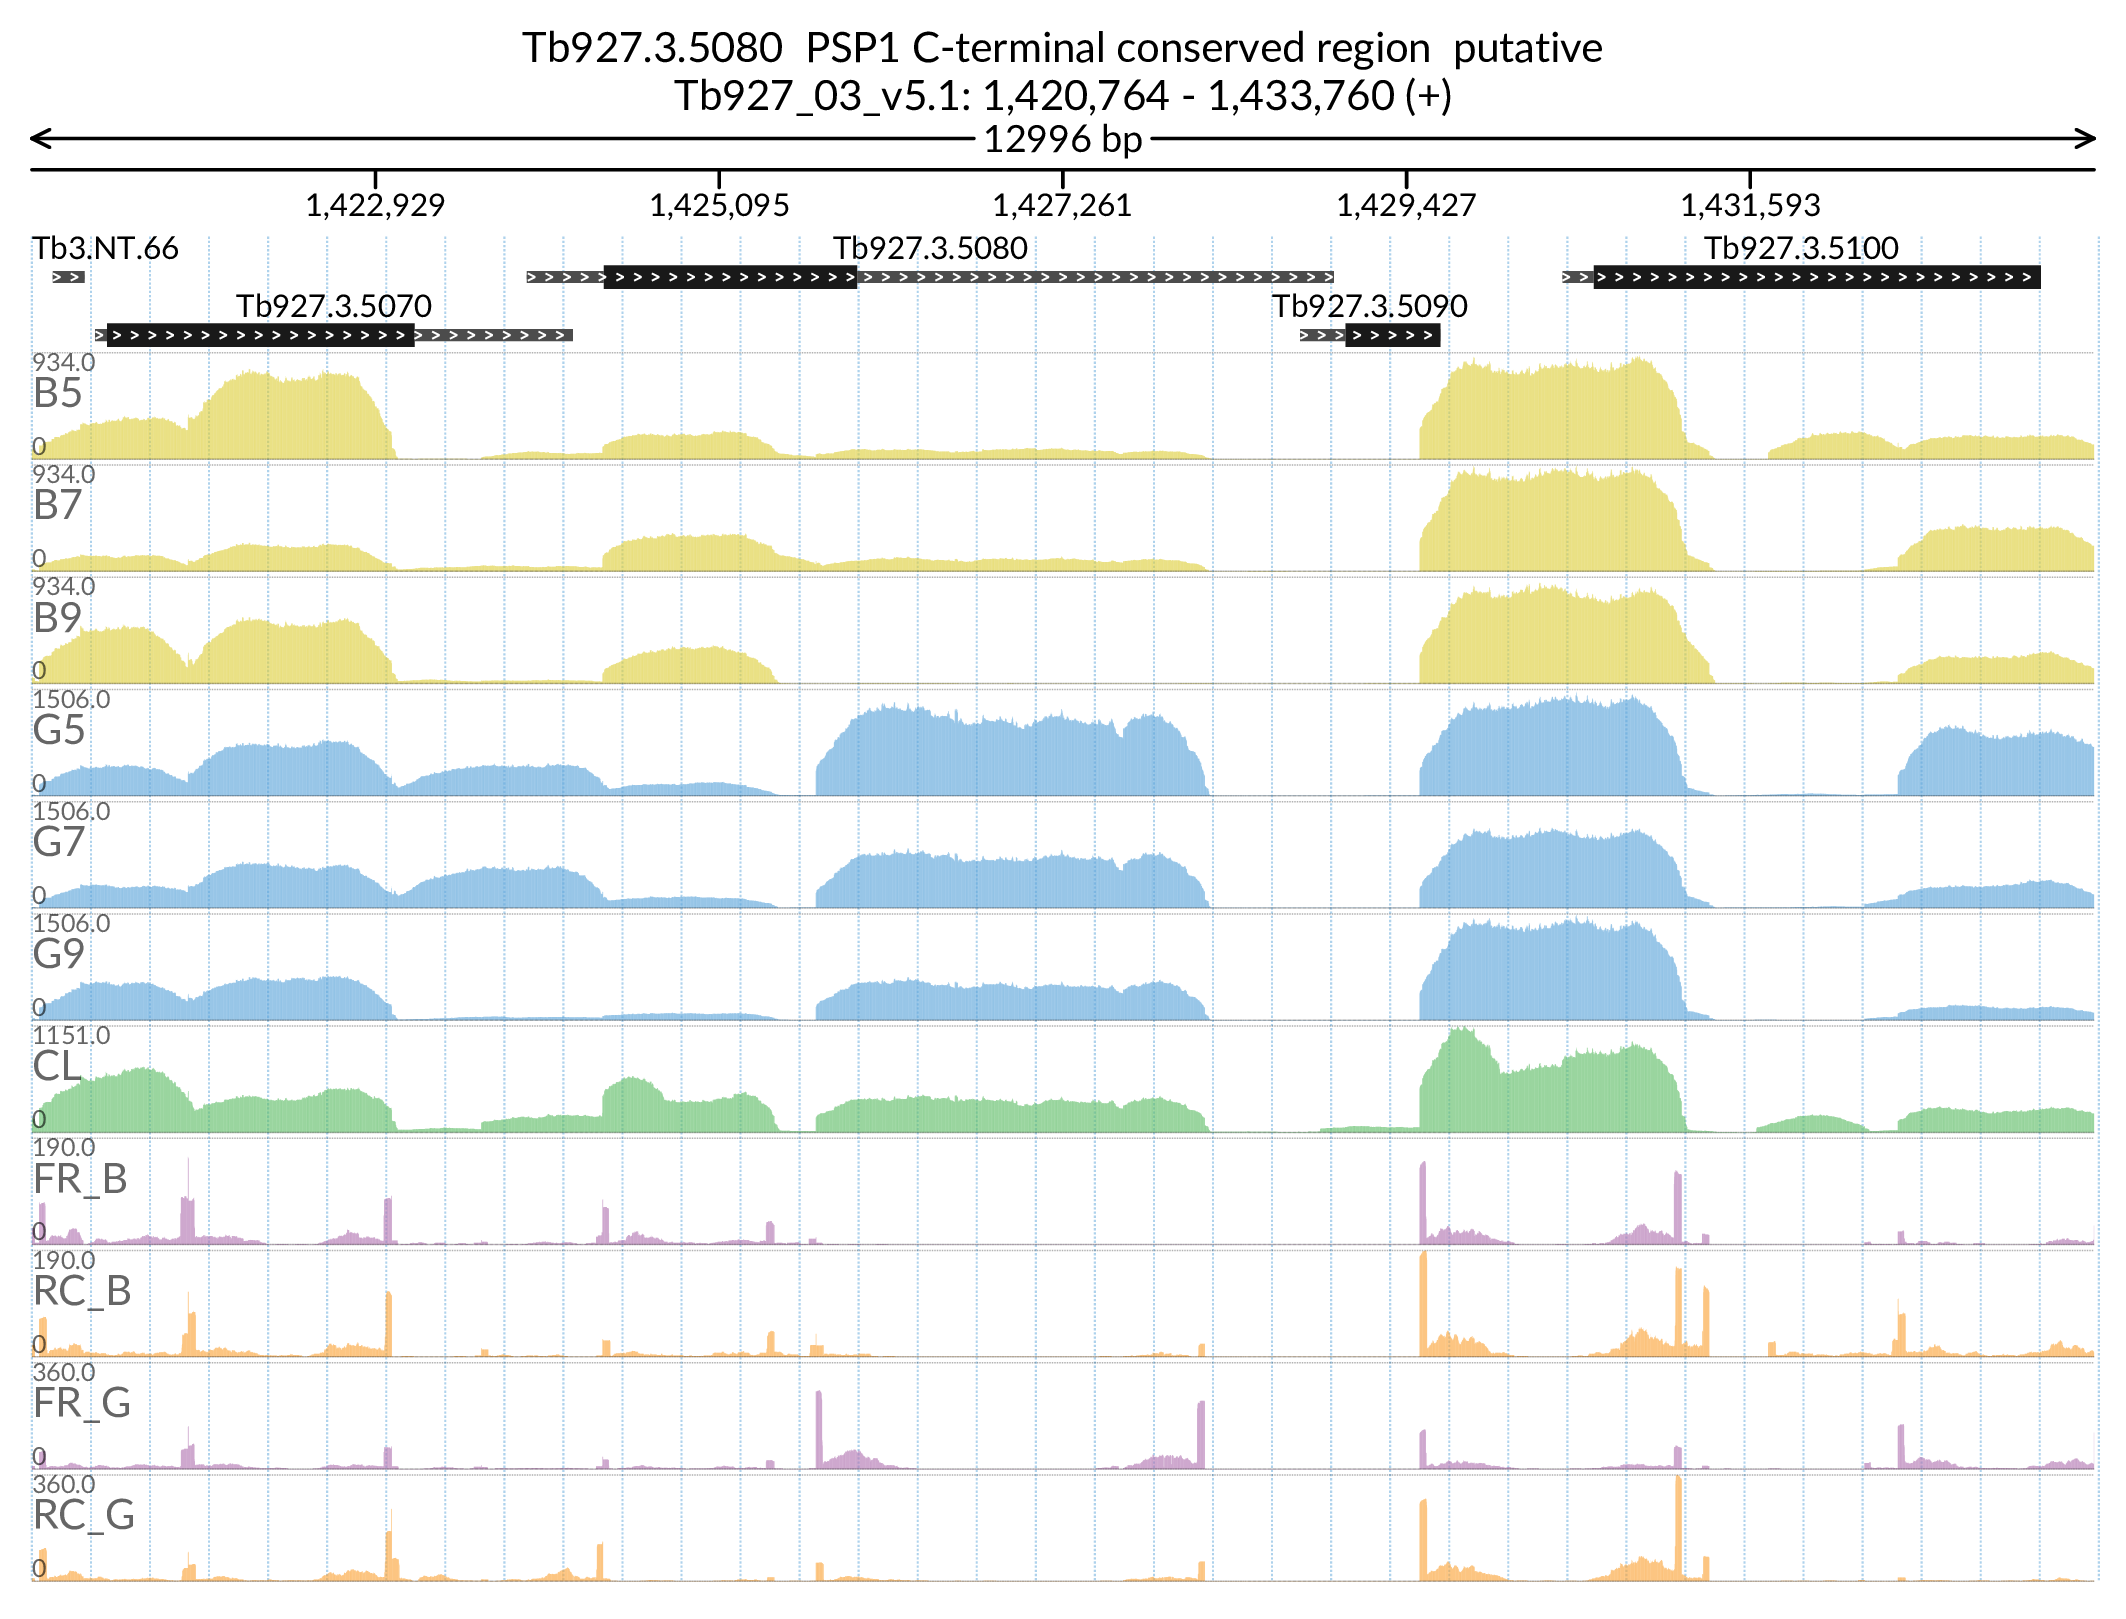 Tb927.3.5080  PSP1 C-terminal conserved region  putative
Tb927_03_v5.1: 1,420,764 - 1,433,760 (+)
12996 bp
1,422,929 1,425,095 1,427,261 1,429,427 1,431,593
Tb3.NT.66 Tb927.3.5080 Tb927.3.5100
Tb927.3.5070 Tb927.3.5090
934.0
B5
0
934.0
B7
0
934.0
B9
0
1506.0
G5
0
1506.0
G7
0
1506.0
G9
0
1151.0
CL
0
190.0
FR_B
0
190.0
RC_B
0
360.0
FR_G
0
360.0
RC_G
0